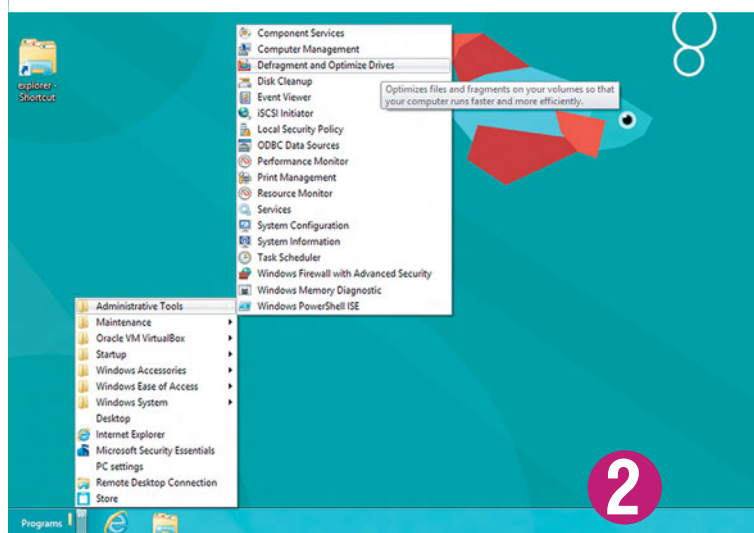 explorer -
Shortcut
Component Services
Computer Management
Defragment and Optimize Drives
Disk Cleanup
Optimizes files and fragments on your volumes so that
your computer runs faster and more efficiently.
Event Viewer
iSCSI Initiator
Local Security Policy
ODBC Data Sources
Performance Monitor
Print Management
Resource Monitor
Services
System Configuration
System Information
Task Scheduler
Windows Firewall with Advanced Security
Windows Memory Diagnostic
Windows PowerShell ISE
Administrative Tools
Maintenance
Oracle VM VirtualBox
Startup
Windows Accessories
Windows Ease of Access
Windows System
Desktop
Internet Explorer
Microsoft Security Essentials
PC settings
Remote Desktop Connection
Store
Programs
2